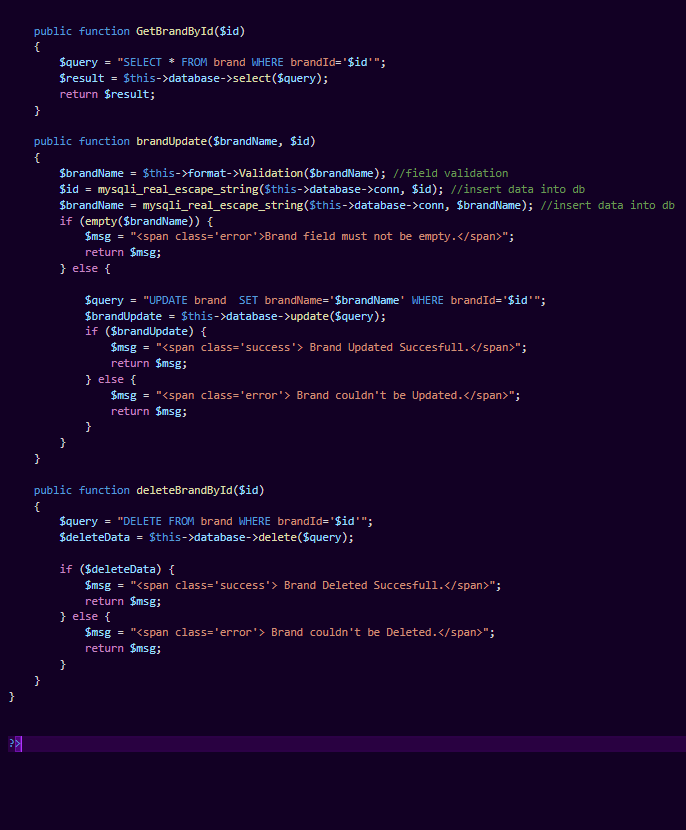 public function GetBrandById($id)
{
$query = "SELECT * FROM brand WHERE brandId='$id'";
$result = $this->database->select($query);
return $result;
}
public function brandUpdate($brandName, $id)
{
$brandName = $this->format->Validation($brandName); //field validation
$id = mysqli_real_escape_string($this->database->conn, $id); //insert data into db
$brandName = mysqli_real_escape_string($this->database->conn, $brandName); //insert data into db
if (empty($brandName)) {
$msg = "<span class='error'>Brand field must not be empty.</span>";
return $msg;
} else {
$query = "UPDATE brand  SET brandName='$brandName' WHERE brandId='$id'";
$brandUpdate = $this->database->update($query);
if ($brandUpdate) {
$msg = "<span class='success'> Brand Updated Succesfull.</span>";
return $msg;
} else {
$msg = "<span class='error'> Brand couldn't be Updated.</span>";
return $msg;
}
}
}
public function deleteBrandById($id)
{
$query = "DELETE FROM brand WHERE brandId='$id'";
$deleteData = $this->database->delete($query);
if ($deleteData) {
$msg = "<span class='success'> Brand Deleted Succesfull.</span>";
return $msg;
} else {
$msg = "<span class='error'> Brand couldn't be Deleted.</span>";
return $msg;
}
}
}
?>